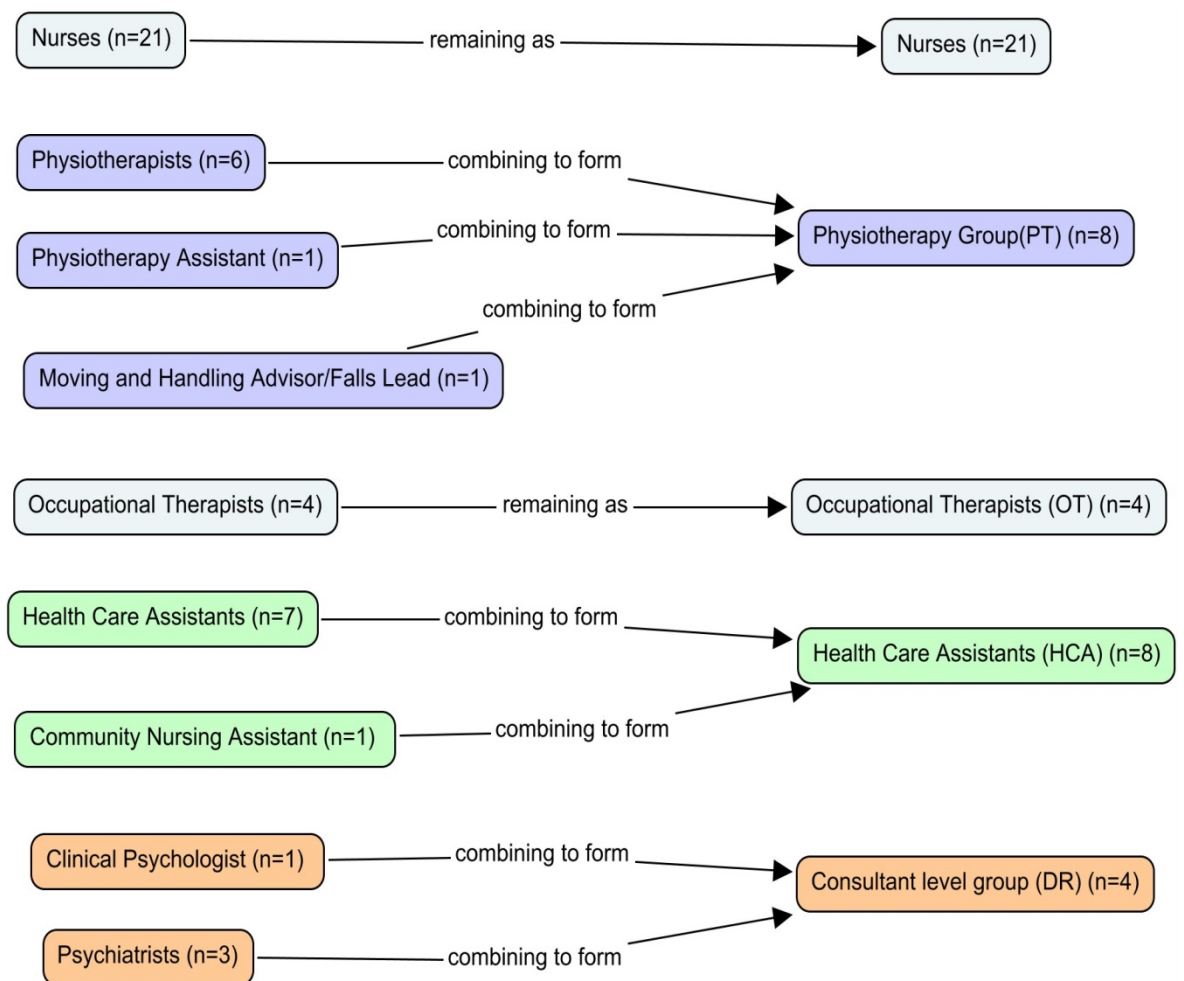 Nurses (n=21)
remaining as
Nurses (n=21)
Physiotherapists (n=6)
combining to form
Physiotherapy Assistant (n=1)
combining to form
Physiotherapy Group(PT) (n=8)
combining to form
Moving and Handling Advisor/Falls Lead (n=1)
Occupational Therapists (n=4)
remaining as
Occupational Therapists (OT) (n=4)
Health Care Assistants (n=7)
combining to form
Health Care Assistants (HCA) (n=8)
Community Nursing Assistant (n=1)
combining to form
Clinical Psychologist (n=1)
combining to form
Consultant level group (DR) (n=4)
Psychiatrists (n=3)
combining to form